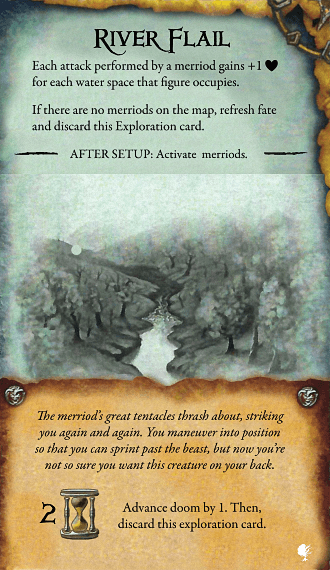 River Flail
Each attack performed by a merriod gains +1 ♥
for each water space that figure occupies.
If there are no merriods on the map, refresh fate
and discard this Exploration card.
AFTER SETUP: Activate merriods.
The merriod's great tentacles thrash about, striking
you again and again. You maneuver into position
so that you can sprint past the beast, but now you're
not so sure you want this creature on your back.
2
Advance doom by 1. Then,
discard this exploration card.